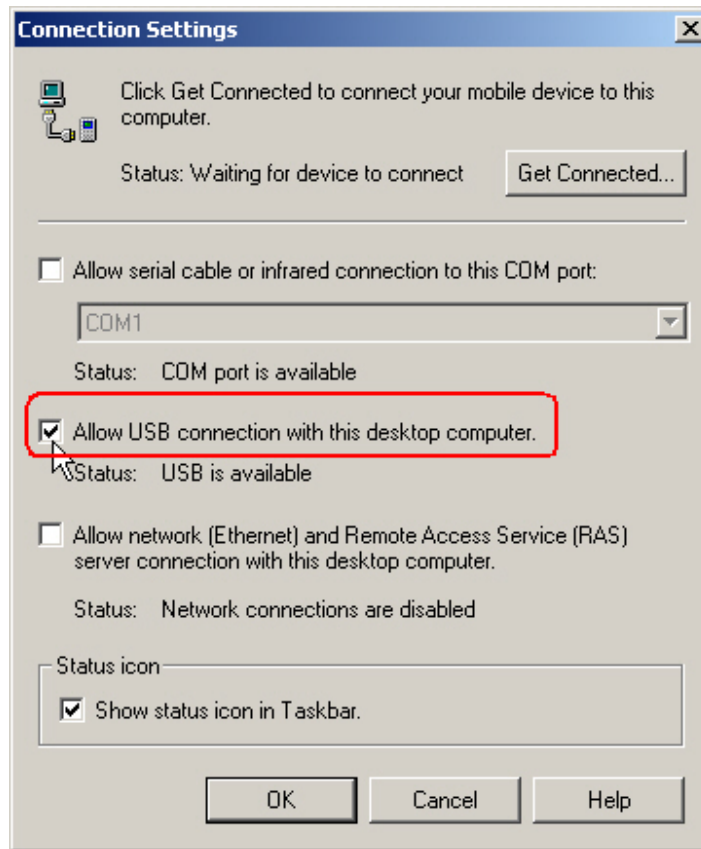 Connection Settings
Click Get Connected to connect your mobile device to this
computer.
Status: Waiting for device to connect
Get Connected...
Allow serial cable or infrared connection to this COM port:
COM1
Status: COM port is available
Allow USB connection with this desktop computer.
Status: USB is available
Allow network (Ethernet) and Remote Access Service (RAS)
server connection with this desktop computer.
Status: Network connections are disabled
Status icon
Show status icon in Taskbar.
OK Cancel Help